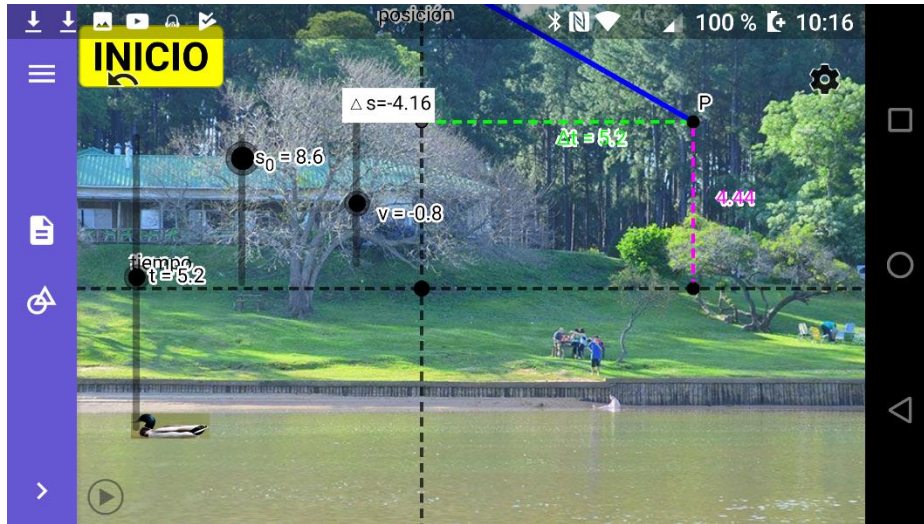 posición
100 % 10:16
INICIO
△ s=-4.16
P
Δt = 5.2
s₀ = 8.6
4.44
v = -0.8
tiempo
t = 5.2